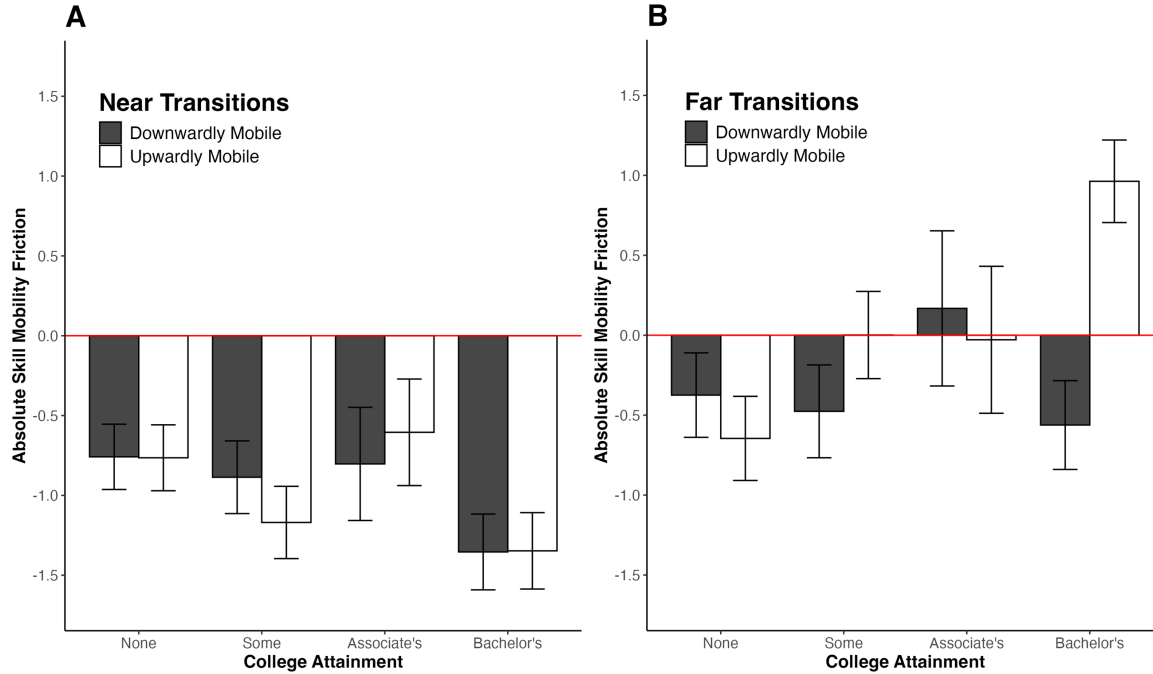 A
Near Transitions
Downwardly Mobile
Upwardly Mobile
Absolute Skill Mobility Friction
1.5
1.0
0.5
0.0
-0.5
-1.0
-1.5
None Some Associate's Bachelor's
College Attainment
B
Far Transitions
Downwardly Mobile
Upwardly Mobile
Absolute Skill Mobility Friction
1.5
1.0
0.5
0.0
-0.5
-1.0
-1.5
None Some Associate's Bachelor's
College Attainment